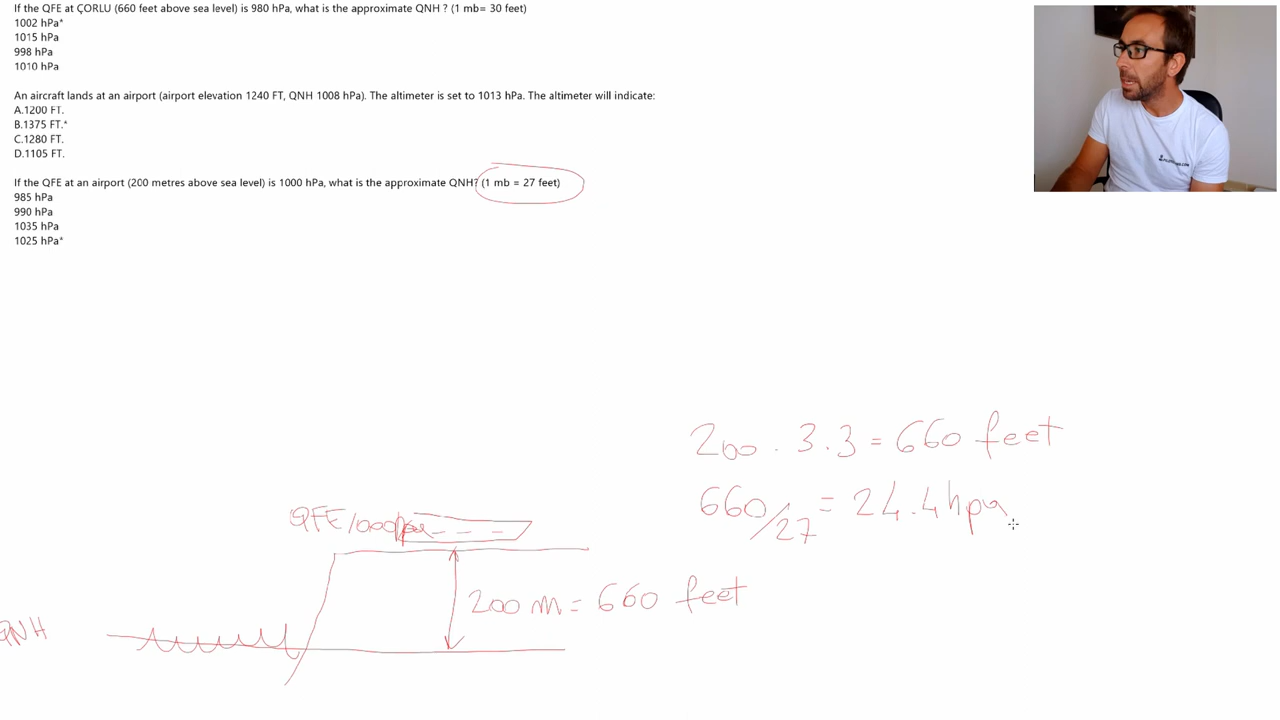 If the QFE at ÇORLU (660 feet above sea level) is 980 hPa, what is the approximate QNH ? (1 mb= 30 feet)
1002 hPa*
1015 hPa
998 hPa
1010 hPa
An aircraft lands at an airport (airport elevation 1240 FT, QNH 1008 hPa). The altimeter is set to 1013 hPa. The altimeter will indicate:
A.1200 FT.
B.1375 FT.*
C.1280 FT.
D.1105 FT.
If the QFE at an airport (200 metres above sea level) is 1000 hPa, what is the approximate QNH? (1 mb = 27 feet)
985 hPa
990 hPa
1035 hPa
1025 hPa*
200 . 3.3 = 660 feet
660/27 = 24.4 hpa
QFE/1000hpa
200 m = 660 feet
QNH